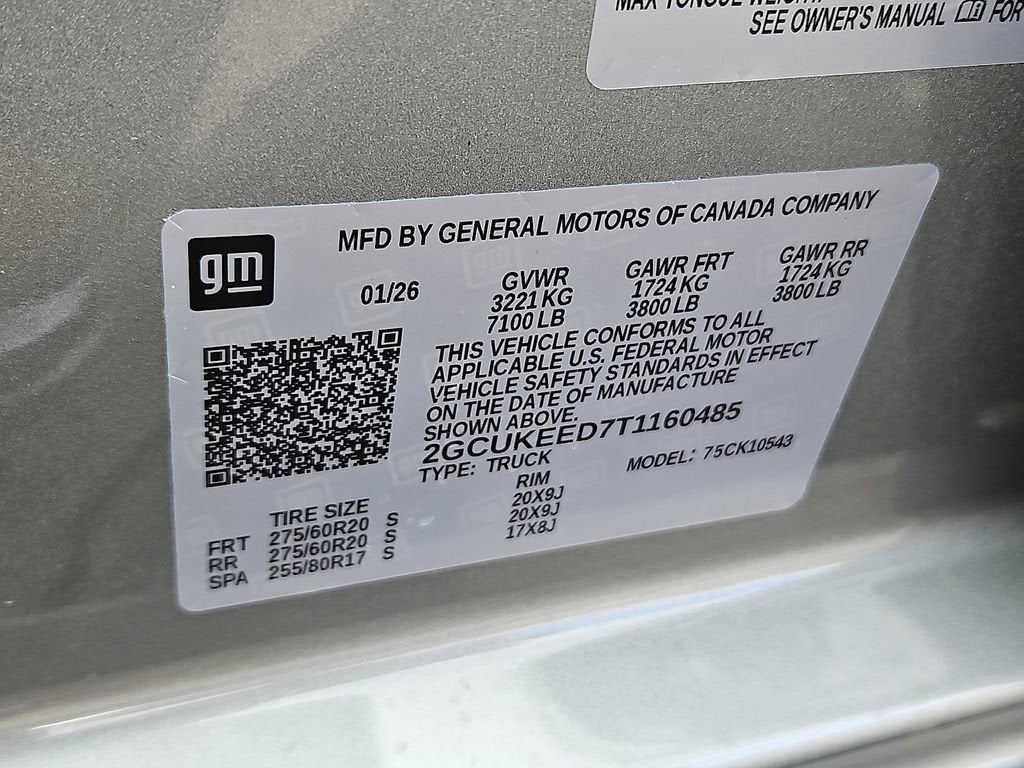 MAX TONGUE WEIGHT
SEE OWNER'S MANUAL FOR
gm
MFD BY GENERAL MOTORS OF CANADA COMPANY
01/26
GVWR GAWR FRT GAWR RR
3221 KG 1724 KG 1724 KG
7100 LB 3800 LB 3800 LB
THIS VEHICLE CONFORMS TO ALL
APPLICABLE U.S. FEDERAL MOTOR
VEHICLE SAFETY STANDARDS IN EFFECT
ON THE DATE OF MANUFACTURE
SHOWN ABOVE.
2GCUKEED7T1160485
TYPE: TRUCK MODEL: 75CK10543
TIRE SIZE RIM
FRT 275/60R20 S 20X9J
RR 275/60R20 S 20X9J
SPA 255/80R17 S 17X8J